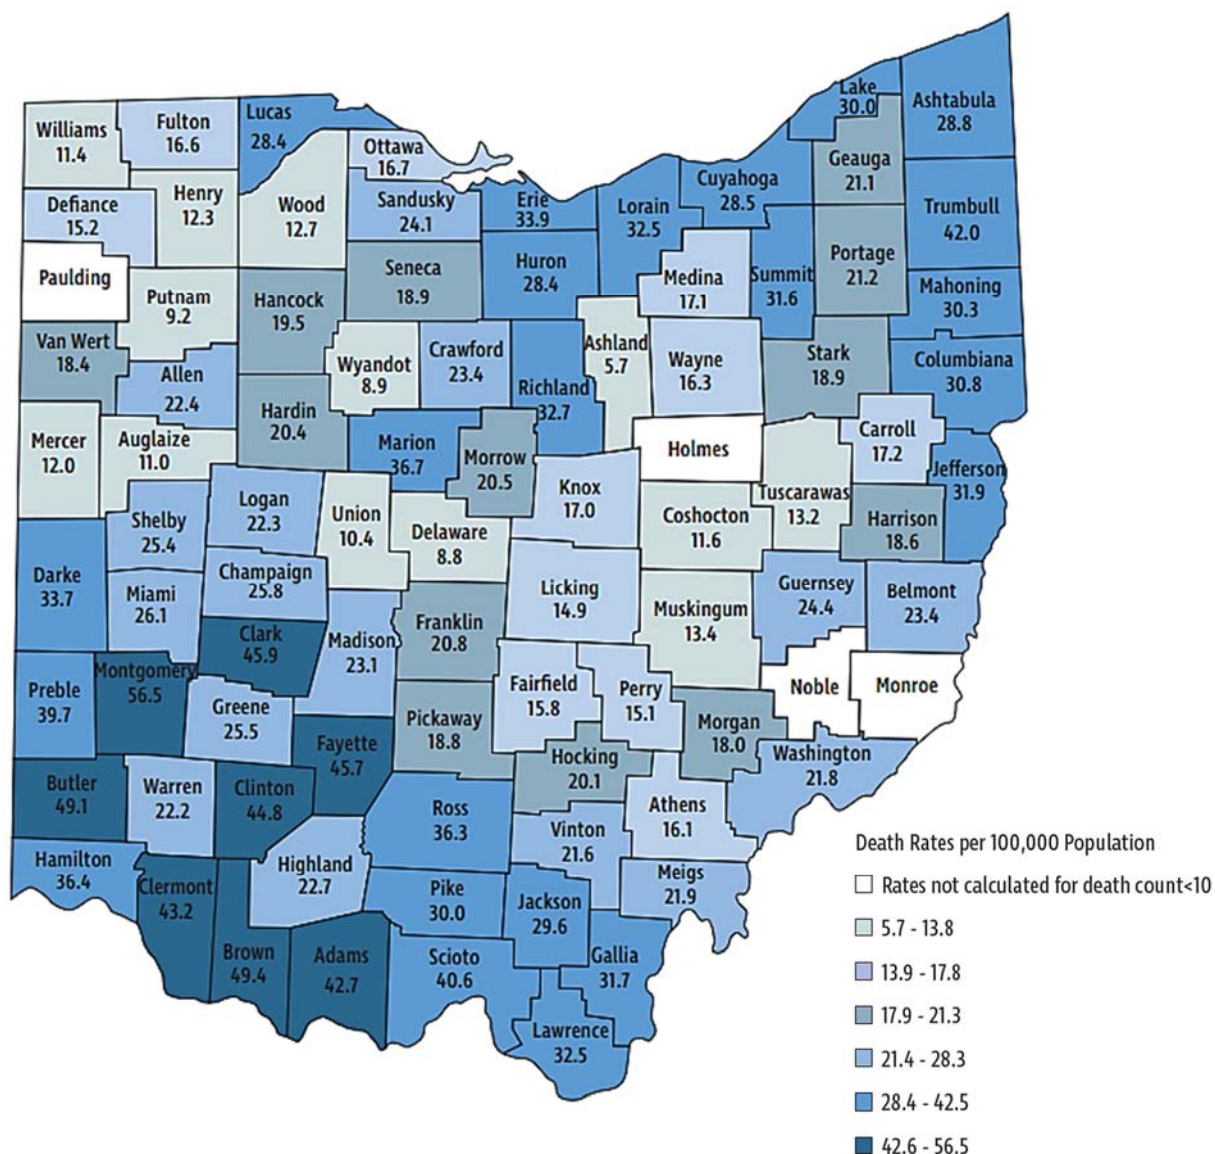 Lake
30.0
Ashtabula
28.8
Lucas
28.4
Williams
11.4
Fulton
16.6
Ottawa
16.7
Geauga
21.1
Cuyahoga
28.5
Henry
12.3
Wood
12.7
Sandusky
24.1
Erie
33.9
Lorain
32.5
Trumbull
42.0
Defiance
15.2
Portage
21.2
Paulding
Putnam
9.2
Hancock
19.5
Seneca
18.9
Huron
28.4
Medina
17.1
Summit
31.6
Mahoning
30.3
Van Wert
18.4
Allen
22.4
Wyandot
8.9
Crawford
23.4
Richland
32.7
Ashland
5.7
Wayne
16.3
Stark
18.9
Columbiana
30.8
Mercer
12.0
Auglaize
11.0
Hardin
20.4
Marion
36.7
Morrow
20.5
Holmes
Carroll
17.2
Jefferson
31.9
Shelby
25.4
Logan
22.3
Union
10.4
Delaware
8.8
Knox
17.0
Coshocton
11.6
Tuscarawas
13.2
Harrison
18.6
Darke
33.7
Miami
26.1
Champaign
25.8
Licking
14.9
Muskingum
13.4
Guernsey
24.4
Belmont
23.4
Clark
45.9
Madison
23.1
Franklin
20.8
Preble
39.7
Montgomery
56.5
Greene
25.5
Fairfield
15.8
Perry
15.1
Noble
Monroe
Fayette
45.7
Pickaway
18.8
Hocking
20.1
Morgan
18.0
Washington
21.8
Butler
49.1
Warren
22.2
Clinton
44.8
Ross
36.3
Vinton
21.6
Athens
16.1
Hamilton
36.4
Clermont
43.2
Highland
22.7
Pike
30.0
Jackson
29.6
Meigs
21.9
Brown
49.4
Adams
42.7
Scioto
40.6
Gallia
31.7
Lawrence
32.5
Death Rates per 100,000 Population
Rates not calculated for death count<10
5.7 - 13.8
13.9 - 17.8
17.9 - 21.3
21.4 - 28.3
28.4 - 42.5
42.6 - 56.5